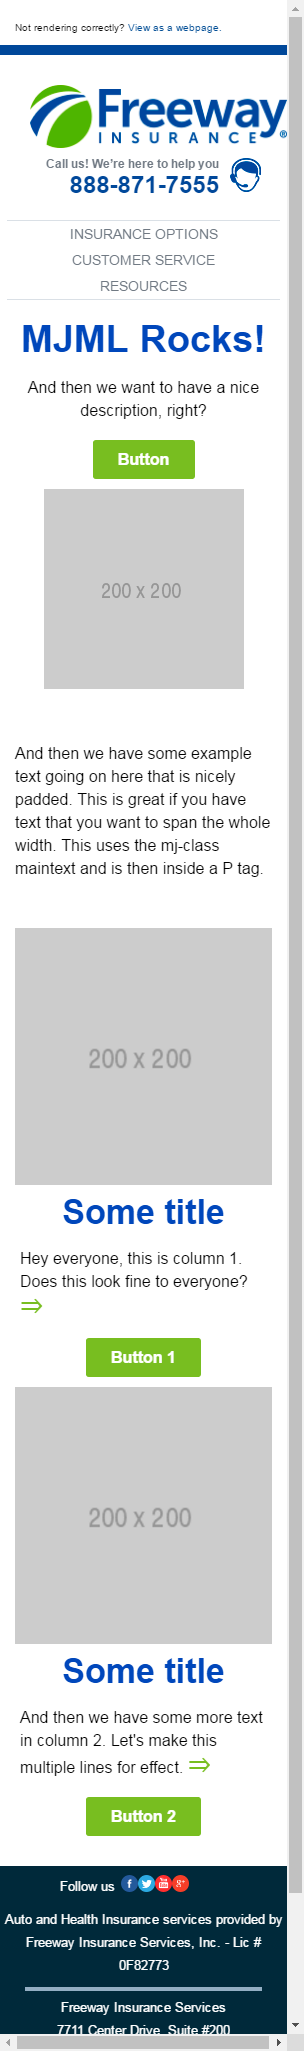 Not rendering correctly? View as a webpage.
Freeway®
INSURANCE
Call us! We're here to help you
888-871-7555
INSURANCE OPTIONS
CUSTOMER SERVICE
RESOURCES
MJML Rocks!
And then we want to have a nice
description, right?
Button
200 x 200
And then we have some example
text going on here that is nicely
padded. This is great if you have
text that you want to span the whole
width. This uses the mj-class
maintext and is then inside a P tag.
200 x 200
Some title
Hey everyone, this is column 1.
Does this look fine to everyone?
⇒
Button 1
200 x 200
Some title
And then we have some more text
in column 2. Let's make this
multiple lines for effect. ⇒
Button 2
Follow us
Auto and Health Insurance services provided by
Freeway Insurance Services, Inc. - Lic #
0F82773
Freeway Insurance Services
7711 Center Drive, Suite #200